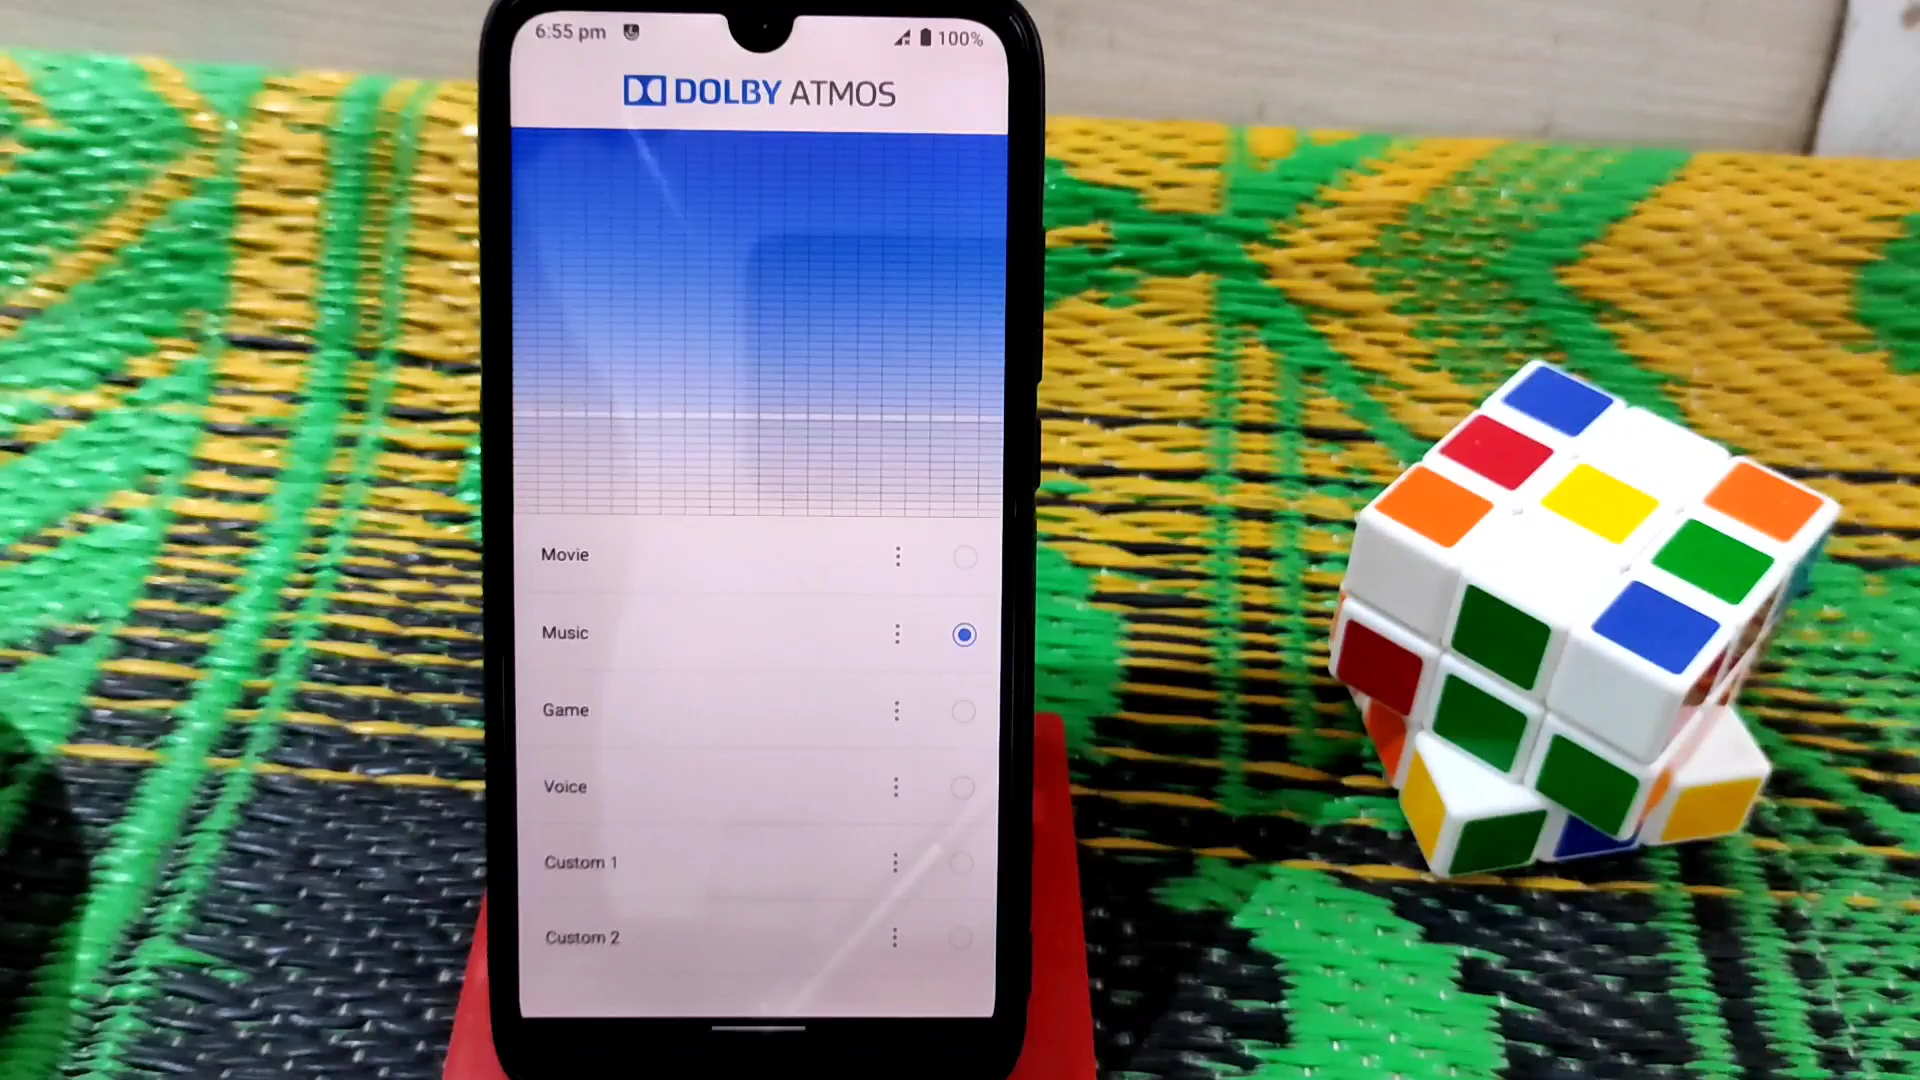 6:55 pm 100%
DOLBY ATMOS
Movie
Music
Game
Voice
Custom 1
Custom 2